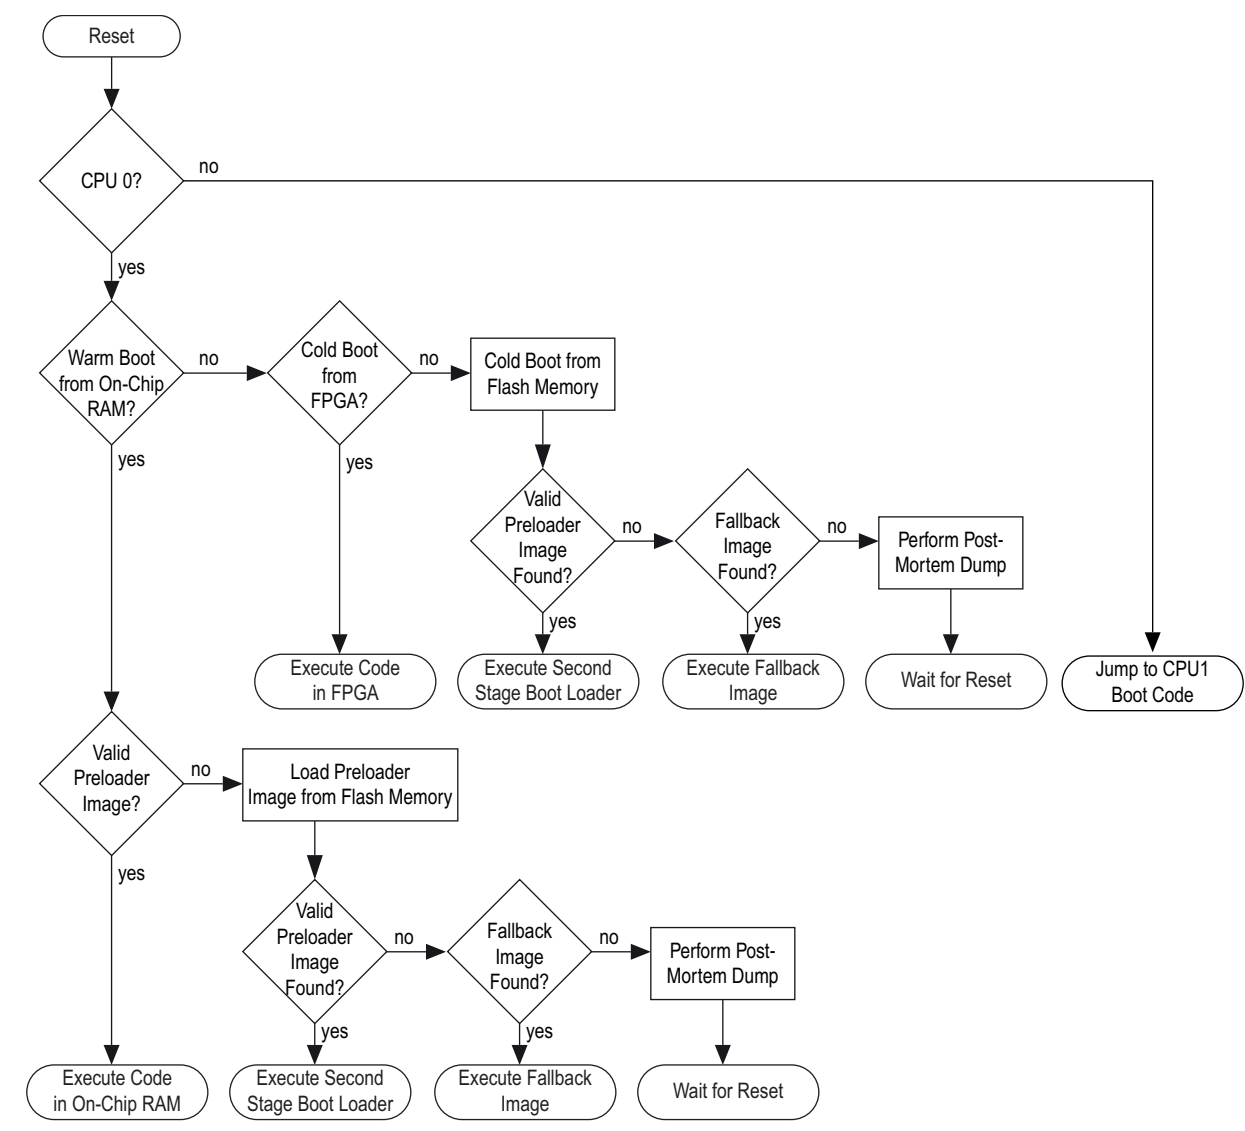 Reset
CPU 0?
no
yes
Warm Boot
from On-Chip
RAM?
no
yes
Cold Boot
from
FPGA?
no
yes
Cold Boot from
Flash Memory
Valid
Preloader
Image
Found?
no
yes
Fallback
Image
Found?
no
yes
Perform Post-
Mortem Dump
Execute Code
in FPGA
Execute Second
Stage Boot Loader
Execute Fallback
Image
Wait for Reset
Jump to CPU1
Boot Code
Valid
Preloader
Image?
no
yes
Load Preloader
Image from Flash Memory
Valid
Preloader
Image
Found?
no
yes
Fallback
Image
Found?
no
yes
Perform Post-
Mortem Dump
Execute Code
in On-Chip RAM
Execute Second
Stage Boot Loader
Execute Fallback
Image
Wait for Reset